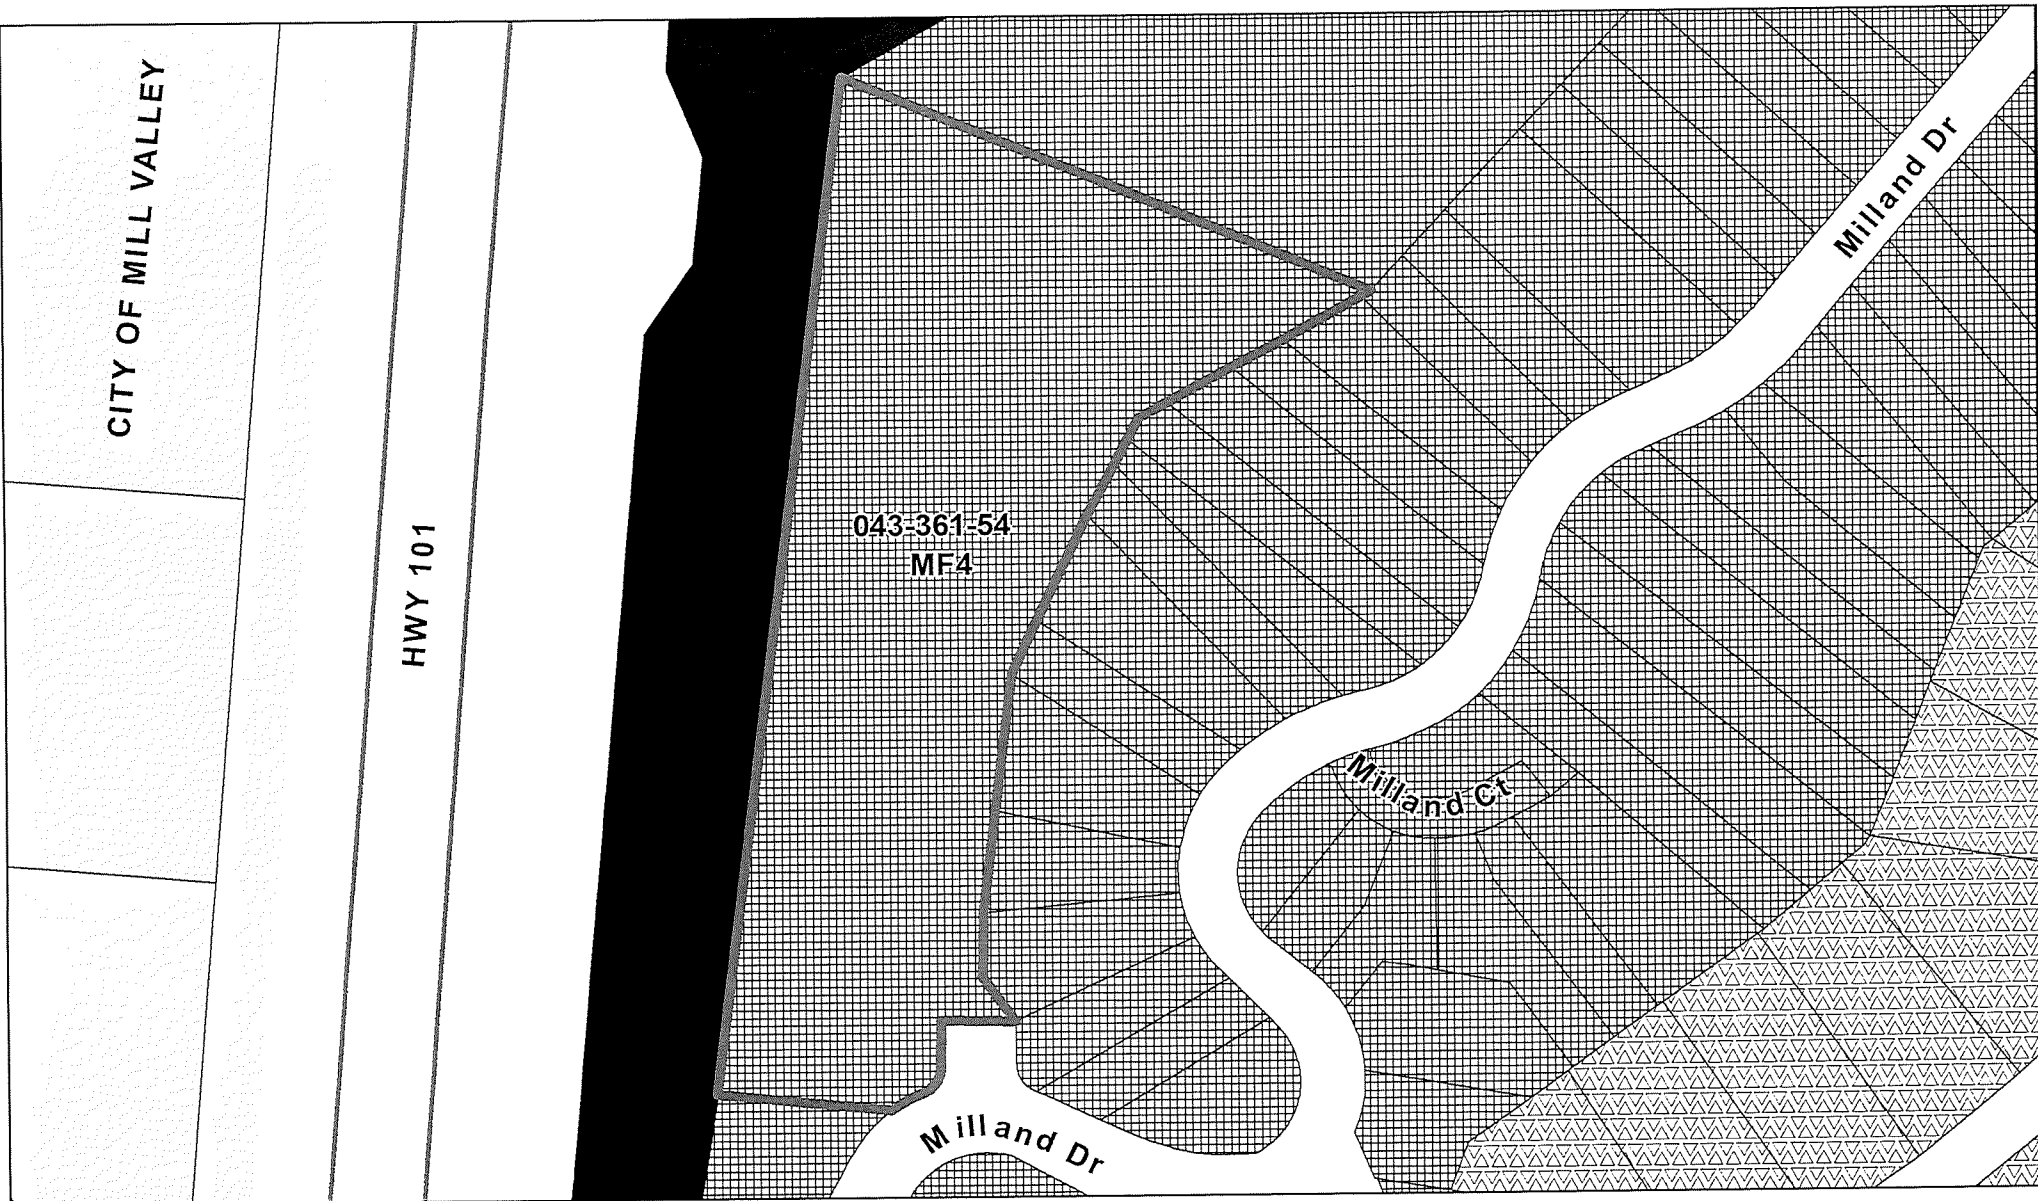 CITY OF MILL VALLEY
HWY 101
043-361-54
MF4
Milland Dr
Milland Ct
Milland Dr